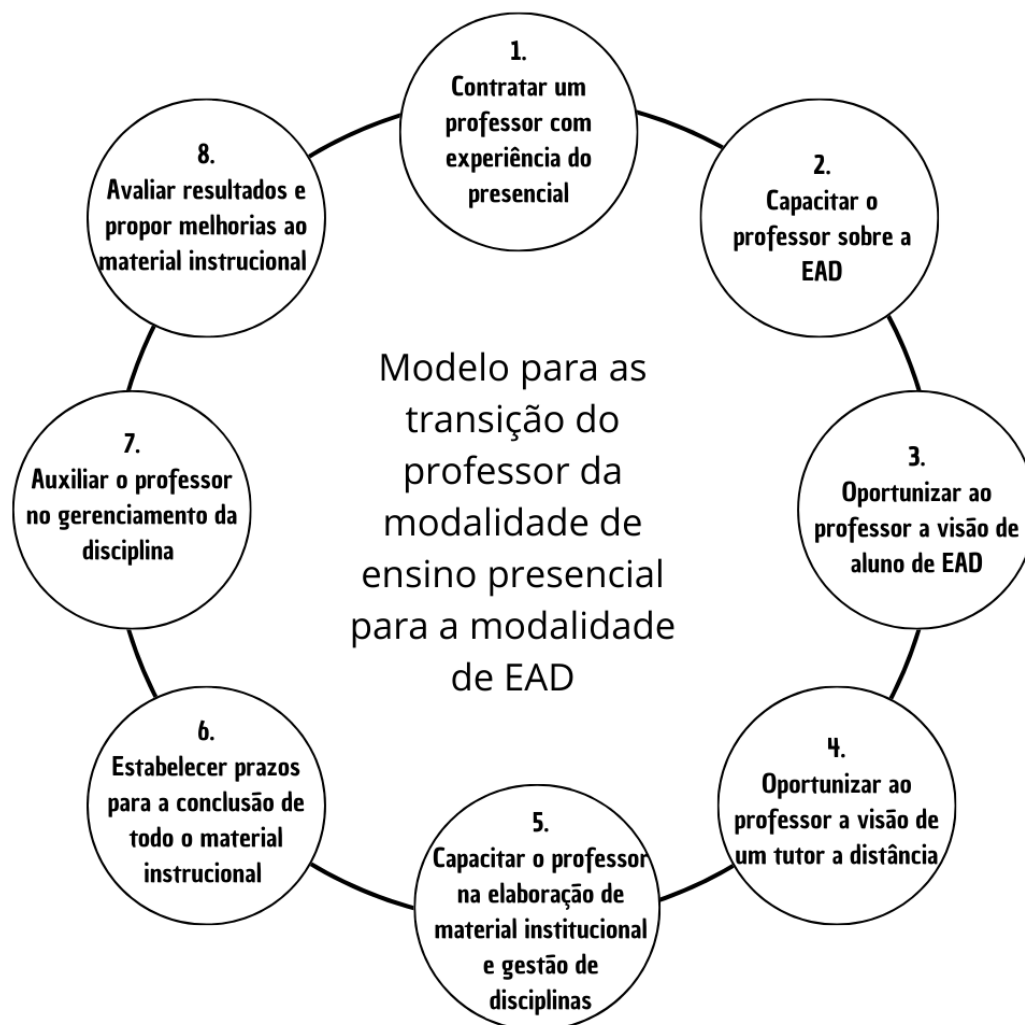 1.
Contratar um
professor com
experiência do
presencial
2.
Capacitar o
professor sobre a
EAD
3.
Oportunizar ao
professor a visão de
aluno de EAD
4.
Oportunizar ao
professor a visão de
um tutor a distância
5.
Capacitar o professor
na elaboração de
material institucional
e gestão de
disciplinas
6.
Estabelecer prazos
para a conclusão de
todo o material
instrucional
7.
Auxiliar o professor
no gerenciamento da
disciplina
8.
Avaliar resultados e
propor melhorias ao
material instrucional
Modelo para as
transição do
professor da
modalidade de
ensino presencial
para a modalidade
de EAD